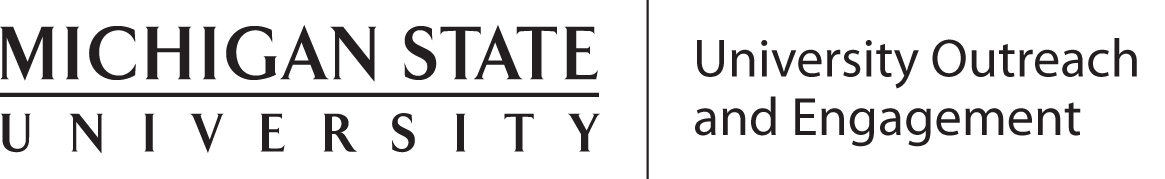 MICHIGAN STATE
UNIVERSITY
University Outreach
and Engagement